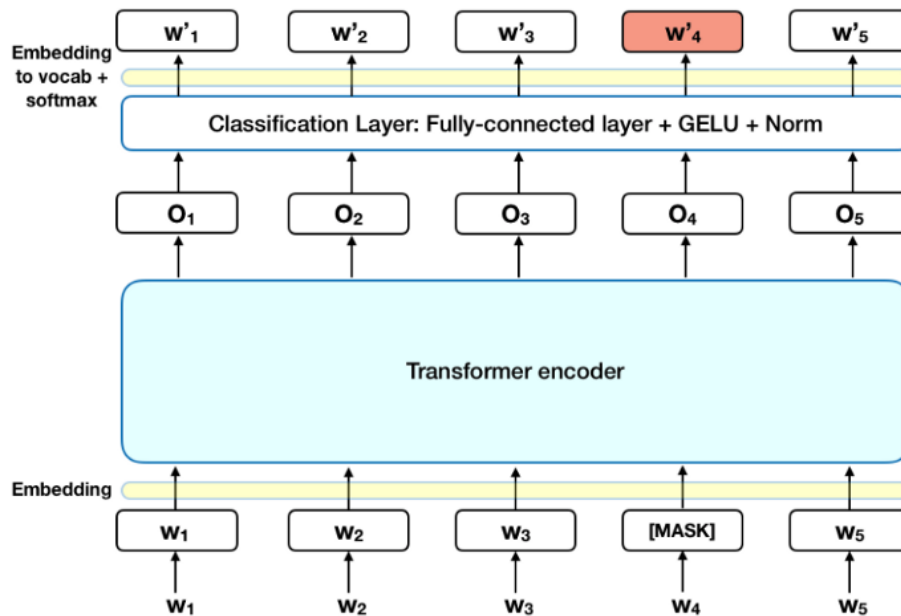 w'₁ w'₂ w'₃ w'₄ w'₅
Embedding
to vocab +
softmax
Classification Layer: Fully-connected layer + GELU + Norm
O₁ O₂ O₃ O₄ O₅
Transformer encoder
Embedding
w₁ w₂ w₃ [MASK] w₅
w₁ w₂ w₃ w₄ w₅